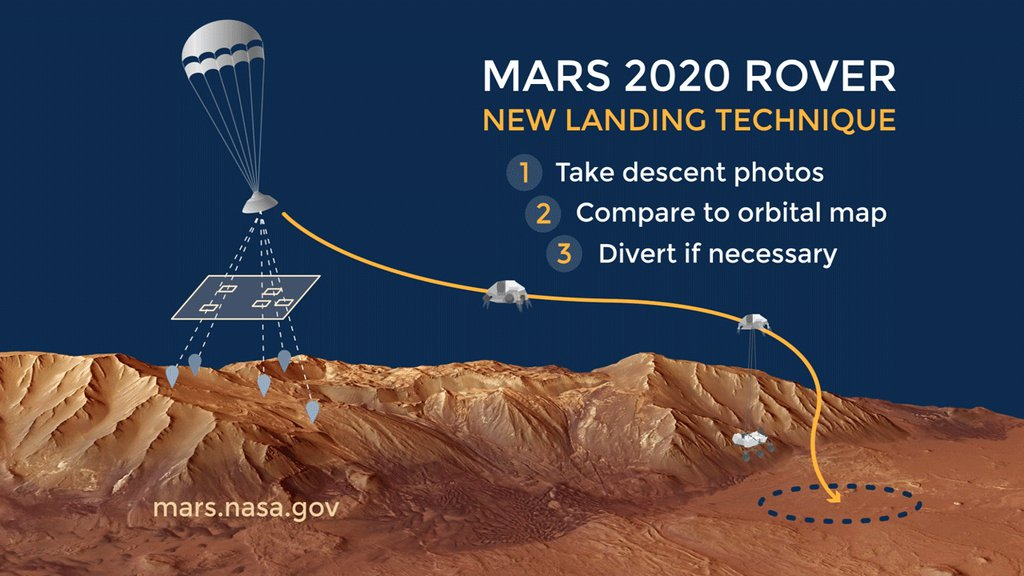 MARS 2020 ROVER
NEW LANDING TECHNIQUE
1 Take descent photos
2 Compare to orbital map
3 Divert if necessary
mars.nasa.gov